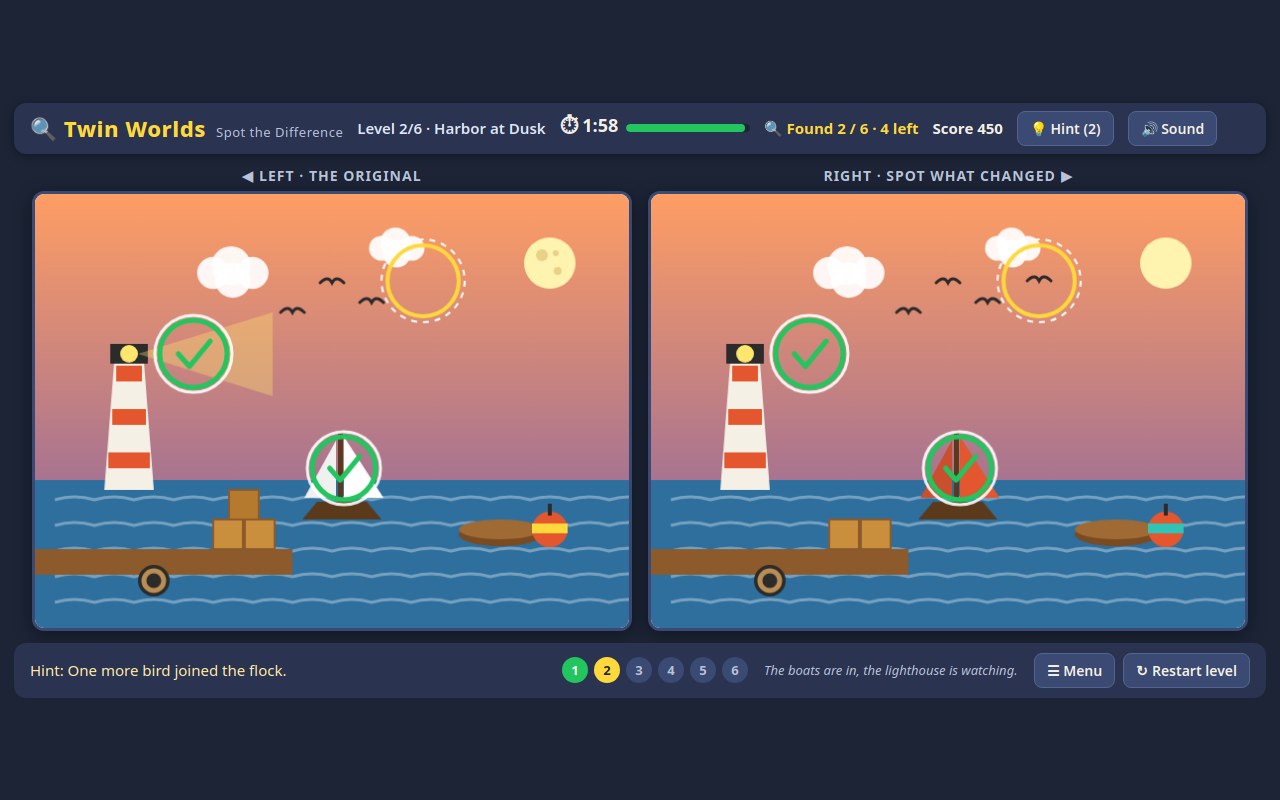 🔍 Twin Worlds Spot the Difference Level 2/6 · Harbor at Dusk ⏱ 1:58 🔍 Found 2 / 6 · 4 left Score 450 💡 Hint (2) 🔊 Sound
◀ LEFT · THE ORIGINAL
RIGHT · SPOT WHAT CHANGED ▶
Hint: One more bird joined the flock. 1 2 3 4 5 6 The boats are in, the lighthouse is watching. ☰ Menu ↻ Restart level